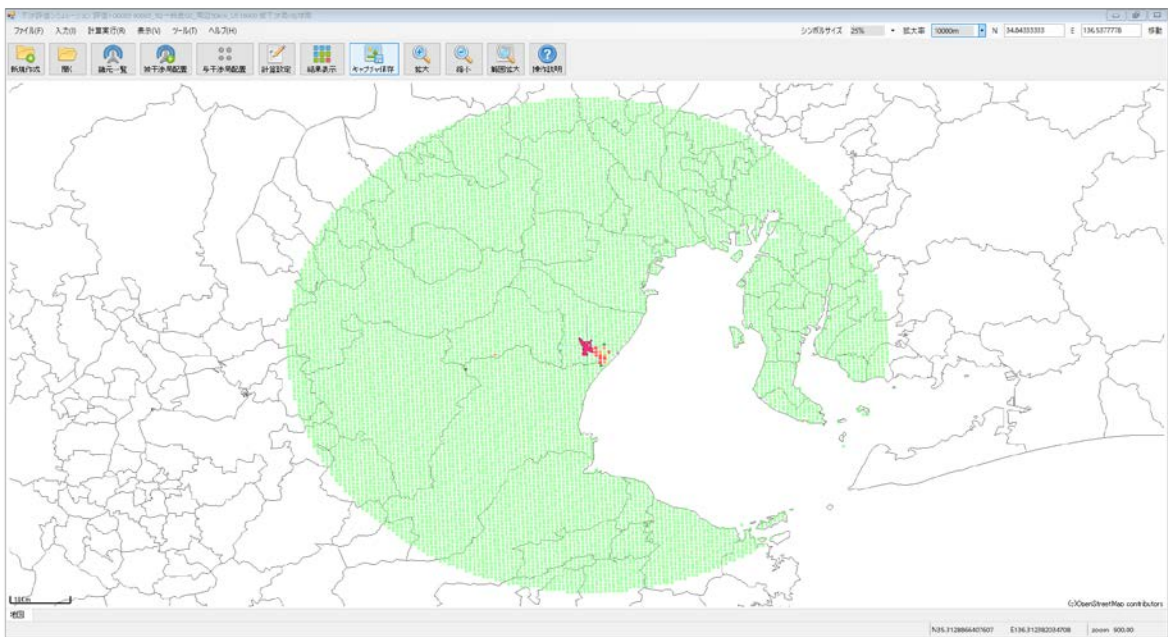 ファイル(F) 入力(I) 計算実行(R) 表示(V) ツール(T) ヘルプ(H)
シンボルサイズ 25% 拡大率 10000m N 34.84333333 E 136.5377778 移動
新規作成 開く 諸元一覧 被干渉局配置 与干渉局配置 計算設定 結果表示 キャプチャ保存 拡大 縮小 範囲拡大 操作説明
(c)OpenStreetMap contributors
地図
N35.3128866407607 E136.312382034708 zoom 900.00